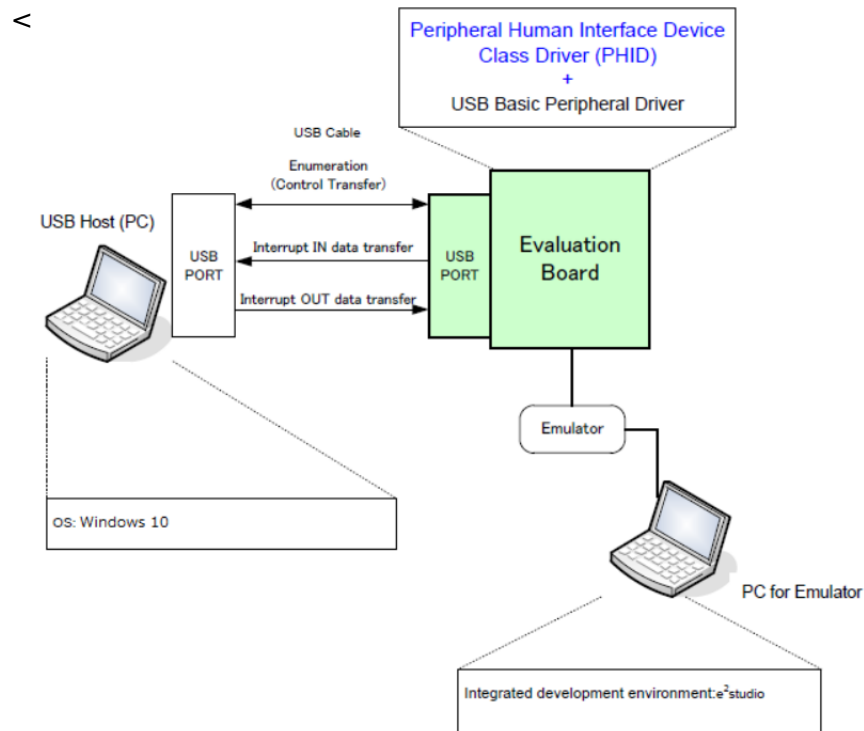 <
Peripheral Human Interface Device
Class Driver (PHID)
+
USB Basic Peripheral Driver
USB Cable
Enumeration
(Control Transfer)
USB Host (PC)
USB
PORT
Interrupt IN data transfer
Interrupt OUT data transfer
USB
PORT
Evaluation
Board
Emulator
OS: Windows 10
PC for Emulator
Integrated development environment:e²studio